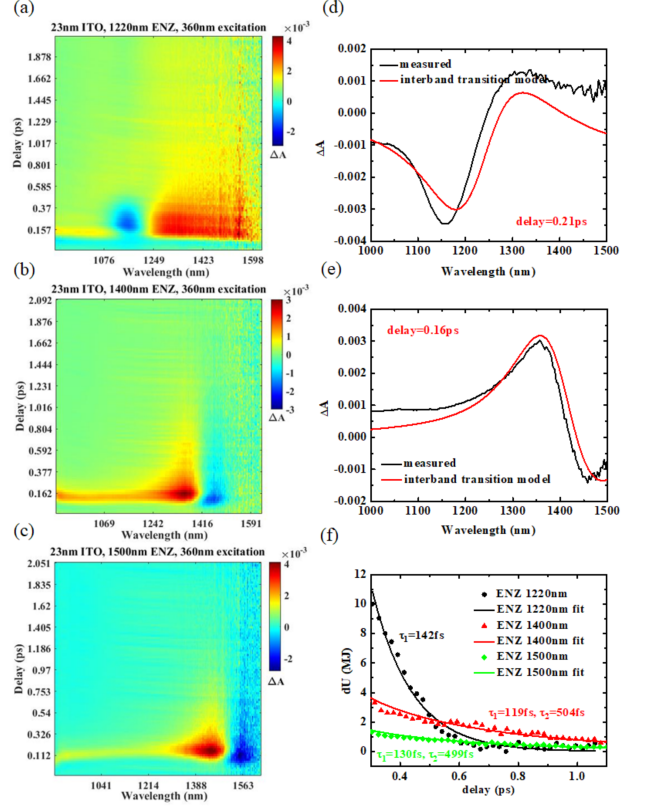 (a)
23nm ITO, 1220nm ENZ, 360nm excitation
×10⁻³
2.09
1.878
1.662
1.445
1.229
1.017
0.801
0.585
0.37
0.157
Delay (ps)
1076 1249 1425 1598
Wavelength (nm)
4
2
0
-2
ΔA
(b)
23nm ITO, 1400nm ENZ, 360nm excitation
×10⁻³
2.092
1.876
1.66
1.447
1.231
1.016
0.804
0.592
0.377
0.162
Delay (ps)
1069 1242 1416 1591
Wavelength (nm)
3
2
1
0
-1
-2
-3
ΔA
(c)
23nm ITO, 1500nm ENZ, 360nm excitation
×10⁻³
2.051
1.835
1.62
1.405
1.186
0.97
0.753
0.54
0.324
0.112
Delay (ps)
1041 1214 1388 1563
Wavelength (nm)
4
2
0
-2
ΔA
(d)
0.002
0.001
0.000
-0.001
-0.002
-0.003
-0.004
ΔA
measured
interband transition model
delay=0.21ps
1000 1100 1200 1300 1400 1500
Wavelength (nm)
(e)
0.004
0.003
0.002
0.001
0.000
-0.001
-0.002
ΔA
delay=0.16ps
measured
interband transition model
1000 1100 1200 1300 1400 1500
Wavelength (nm)
(f)
12
10
8
6
4
2
0
dU (MJ)
ENZ 1220nm
ENZ 1220nm fit
ENZ 1400nm
ENZ 1400nm fit
ENZ 1500nm
ENZ 1500nm fit
τ₁=142fs
τ₁=119fs, τ₂=504fs
τ₁=130fs, τ₂=499fs
0.4 0.6 0.8 1.0
delay (ps)